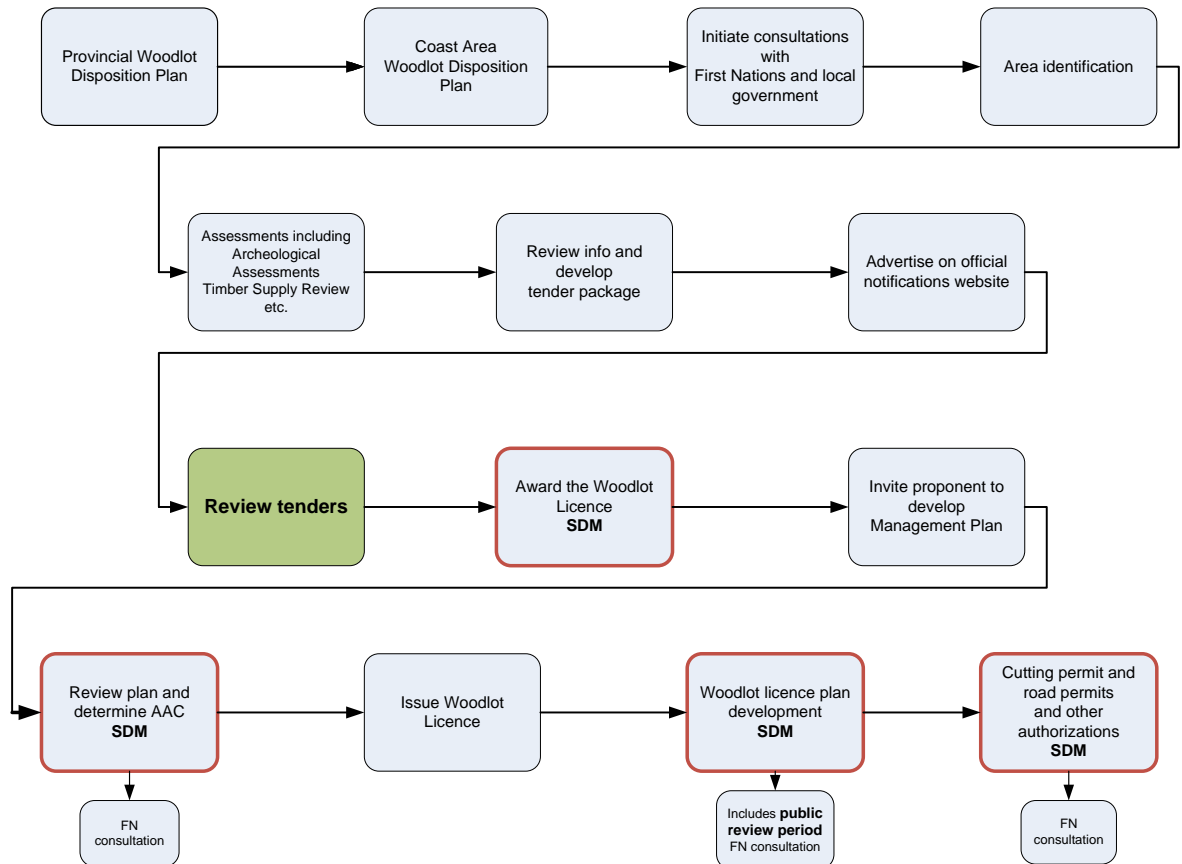 Provincial Woodlot
Disposition Plan
Coast Area
Woodlot Disposition
Plan
Initiate consultations
with
First Nations and local
government
Area identification
Assessments including
Archeological
Assessments
Timber Supply Review
etc.
Review info and
develop
tender package
Advertise on official
notifications website
Review tenders
Award the Woodlot
Licence
SDM
Invite proponent to
develop
Management Plan
Review plan and
determine AAC
SDM
Issue Woodlot
Licence
Woodlot licence plan
development
SDM
Cutting permit and
road permits
and other
authorizations
SDM
FN
consultation
Includes public
review period
FN consultation
FN
consultation